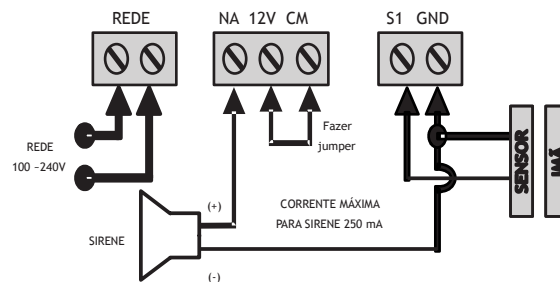 REDE
NA 12V CM
S1 GND
REDE
100 ~240V
Fazer
jumper
SENSOR
IMÃ
(+)
CORRENTE MÁXIMA
PARA SIRENE 250 mA
SIRENE
(-)